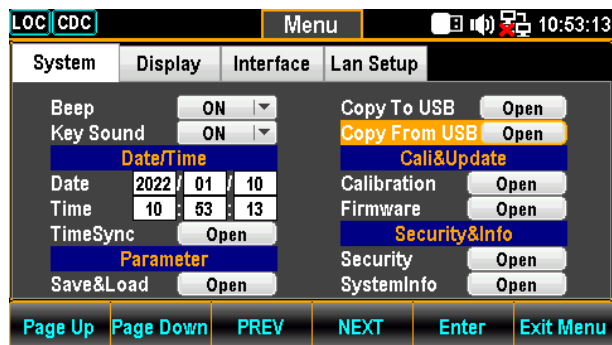 LOC CDC Menu 10:53:13
System Display Interface Lan Setup
Beep ON Copy To USB Open
Key Sound ON Copy From USB Open
Date/Time Cali&Update
Date 2022 / 01 / 10 Calibration Open
Time 10 : 53 : 13 Firmware Open
TimeSync Open Security&Info
Parameter Security Open
Save&Load Open SystemInfo Open
Page Up Page Down PREV NEXT Enter Exit Menu